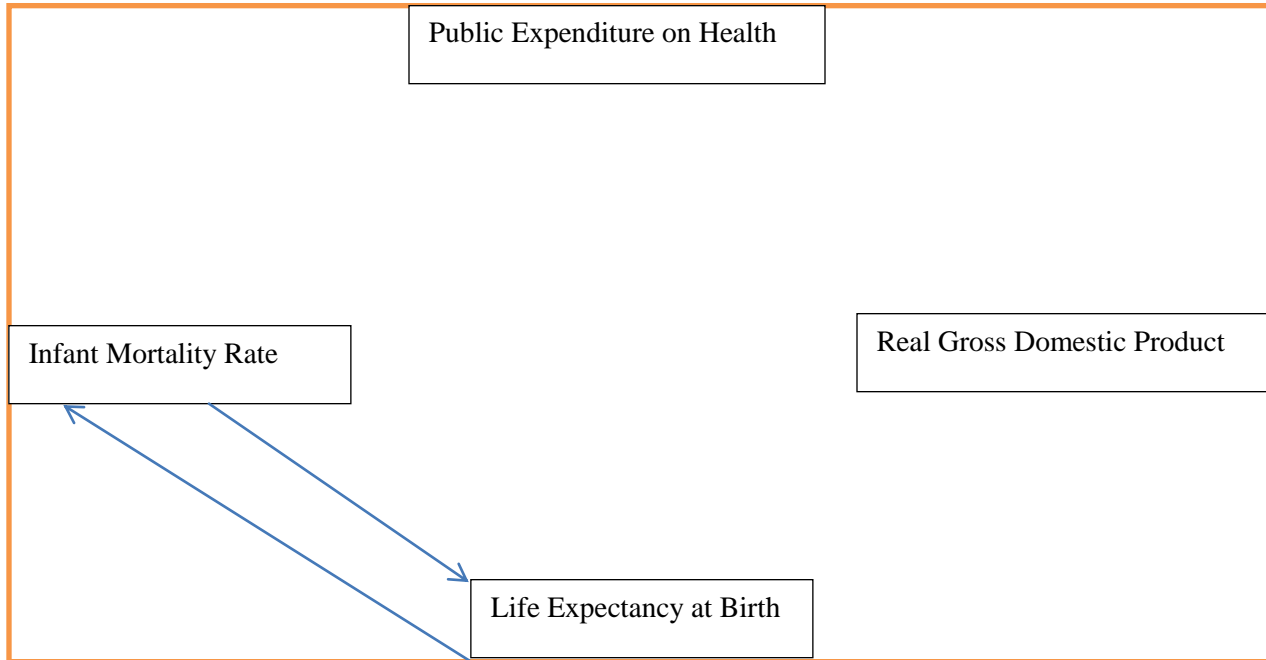 Public Expenditure on Health
Infant Mortality Rate
Real Gross Domestic Product
Life Expectancy at Birth